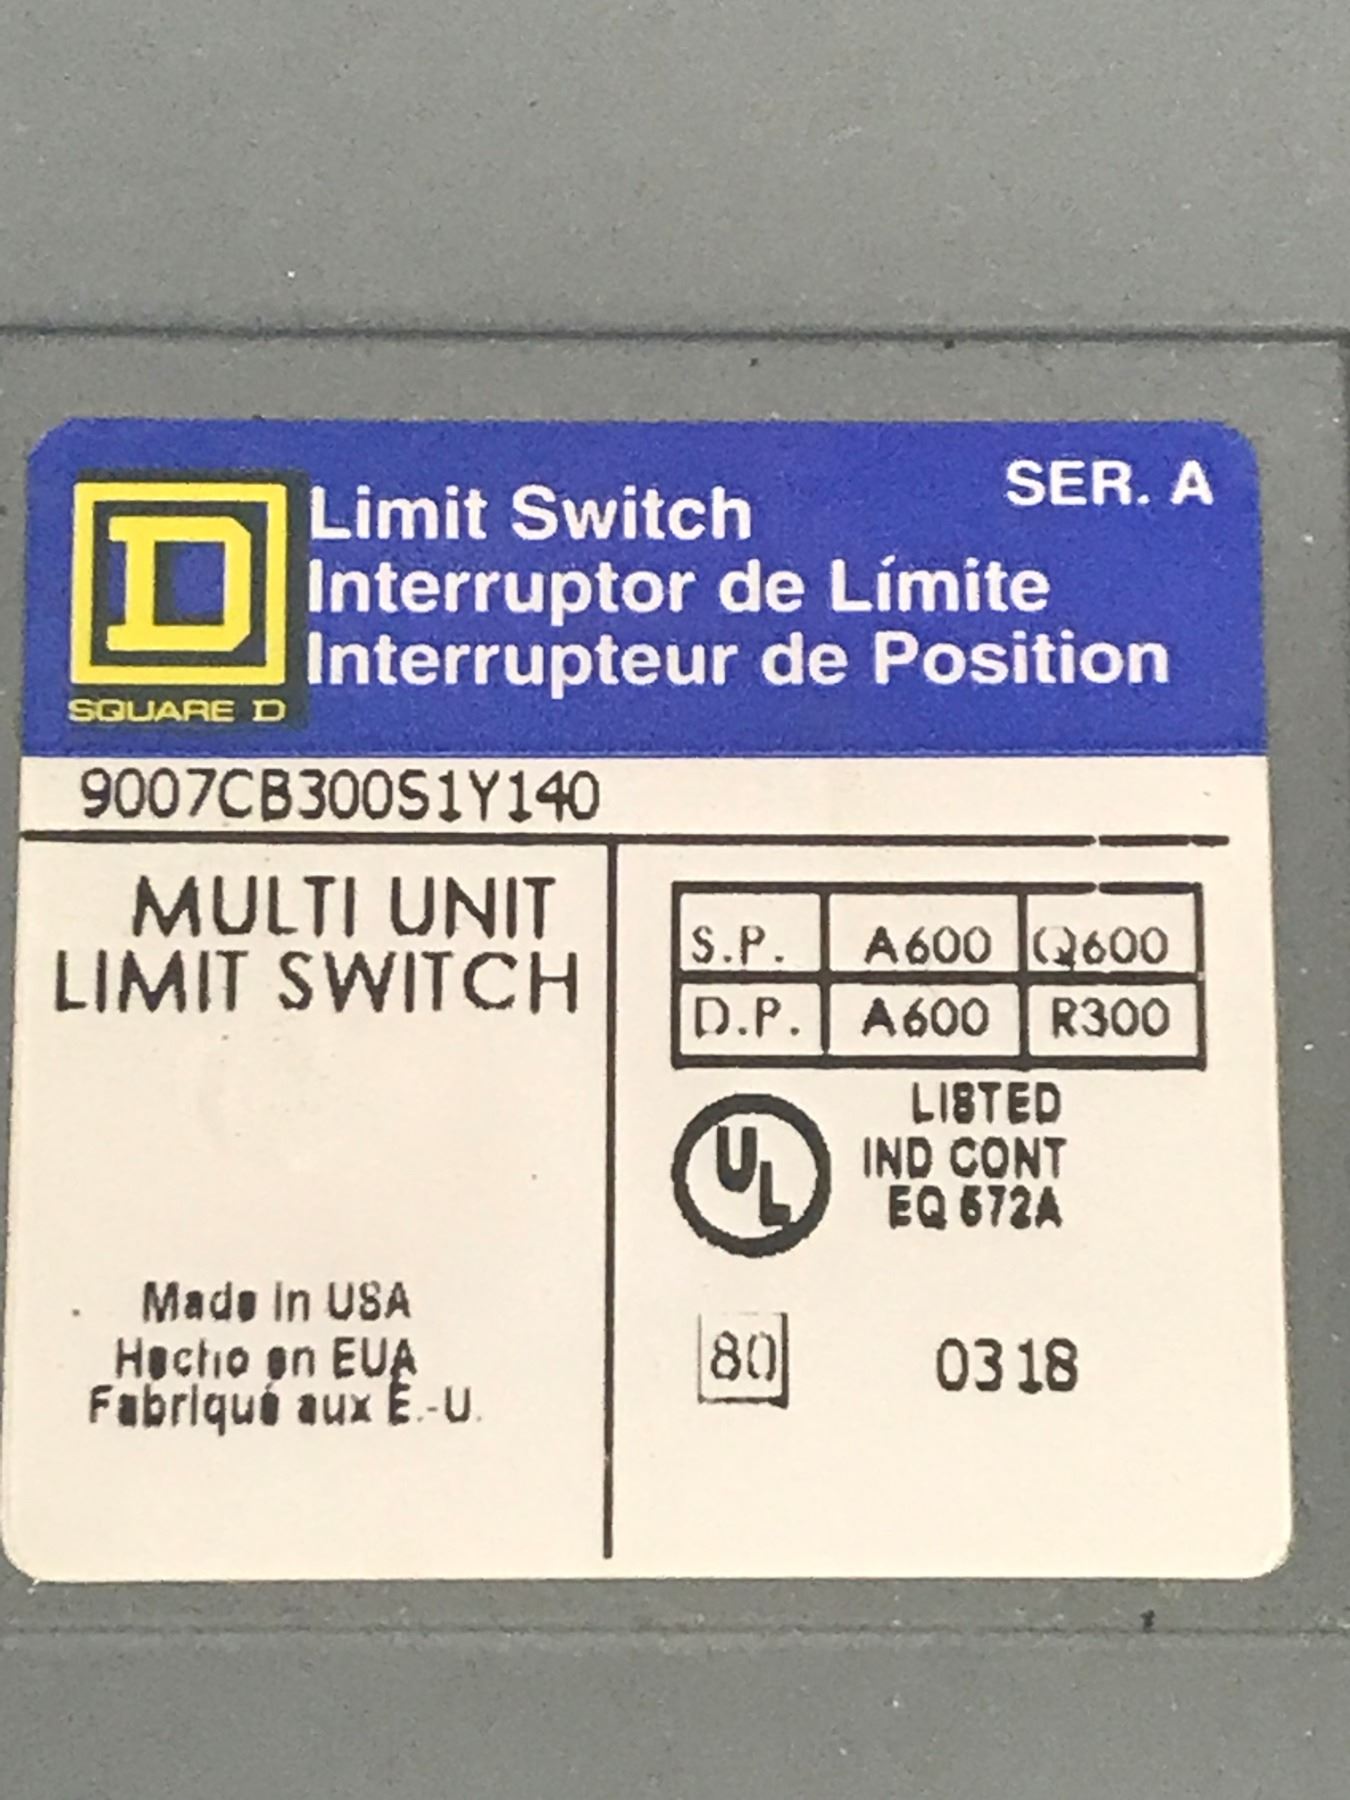 SER. A
D
Limit Switch
Interruptor de Límite
Interrupteur de Position
SQUARE D
9007CB300S1Y140
MULTI UNIT
LIMIT SWITCH
S.P. A600 Q600
D.P. A600 R300
UL
LISTED
IND CONT
EQ 572A
Made in USA
Hecho en EUA
Fabriqué aux É.-U.
80 0318